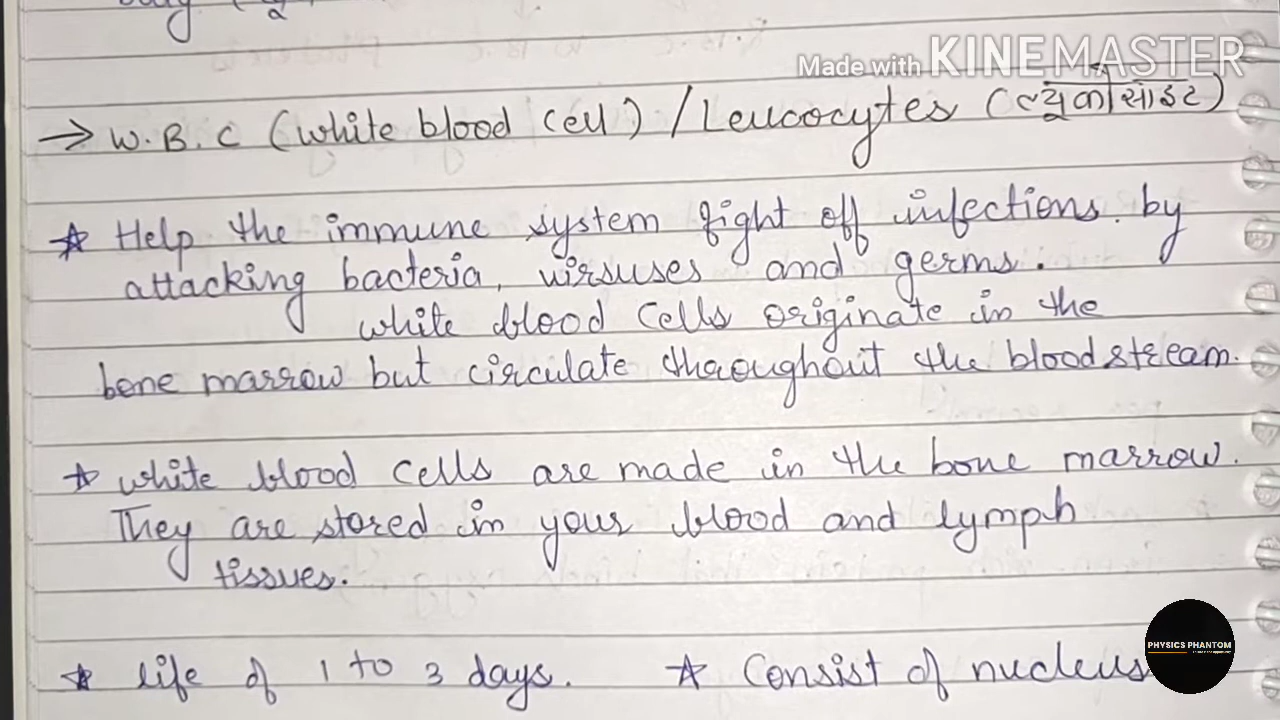 Made with KINEMASTER
→ W.B.C (White blood Cell) / Leucocytes (ल्यूकोसाइट)
* Help the immune system fight off infections. by
attacking bacteria, virsuses and germs.
White blood Cells originate in the
bone marrow but circulate thaoughout the bloodstream.
* White blood Cells are made in the bone marrow.
They are stored in your blood and lymph
tissues.
* life of 1 to 3 days. * Consist of nucleus
PHYSICS PHANTOM